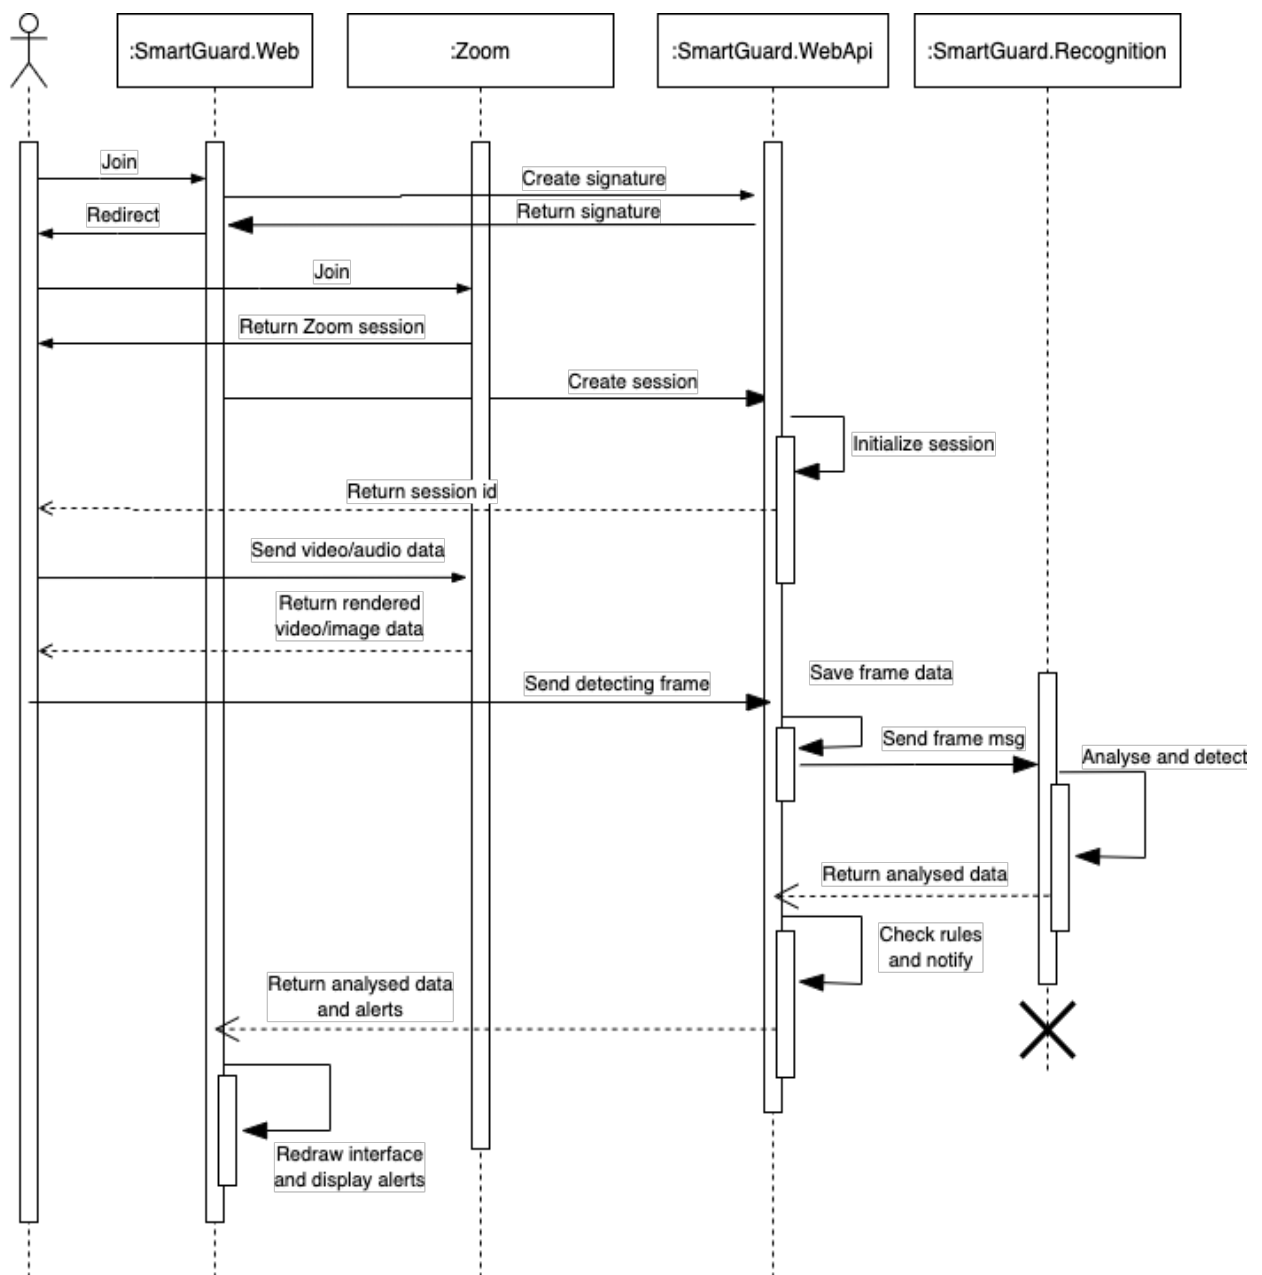 :SmartGuard.Web
:Zoom
:SmartGuard.WebApi
:SmartGuard.Recognition
Join
Create signature
Return signature
Redirect
Join
Return Zoom session
Create session
Initialize session
Return session id
Send video/audio data
Return rendered
video/image data
Save frame data
Send detecting frame
Send frame msg
Analyse and detect
Return analysed data
Check rules
and notify
Return analysed data
and alerts
Redraw interface
and display alerts